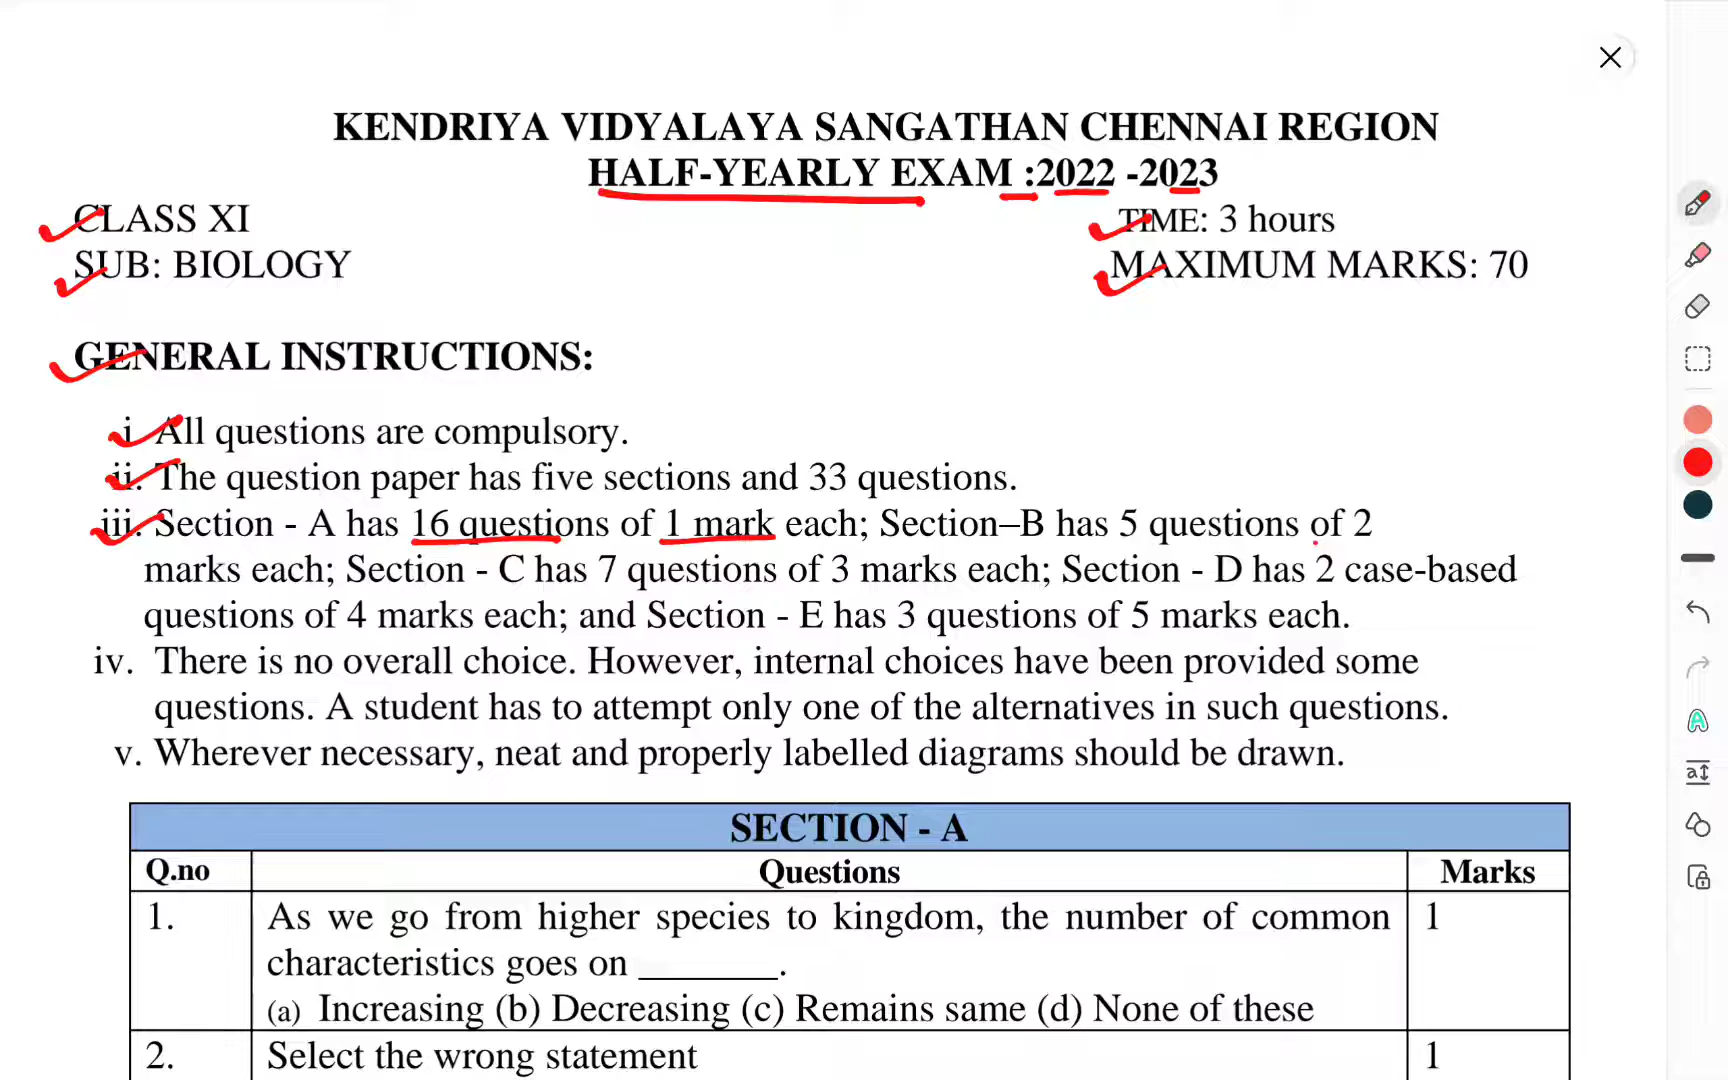 KENDRIYA VIDYALAYA SANGATHAN CHENNAI REGION
HALF-YEARLY EXAM :2022 -2023
CLASS XI TIME: 3 hours
SUB: BIOLOGY MAXIMUM MARKS: 70
GENERAL INSTRUCTIONS:
i. All questions are compulsory.
ii. The question paper has five sections and 33 questions.
iii. Section - A has 16 questions of 1 mark each; Section–B has 5 questions of 2
marks each; Section - C has 7 questions of 3 marks each; Section - D has 2 case-based
questions of 4 marks each; and Section - E has 3 questions of 5 marks each.
iv. There is no overall choice. However, internal choices have been provided some
questions. A student has to attempt only one of the alternatives in such questions.
v. Wherever necessary, neat and properly labelled diagrams should be drawn.
SECTION - A
Q.no Questions Marks
1. As we go from higher species to kingdom, the number of common 1
characteristics goes on _______.
(a) Increasing (b) Decreasing (c) Remains same (d) None of these
2. Select the wrong statement 1